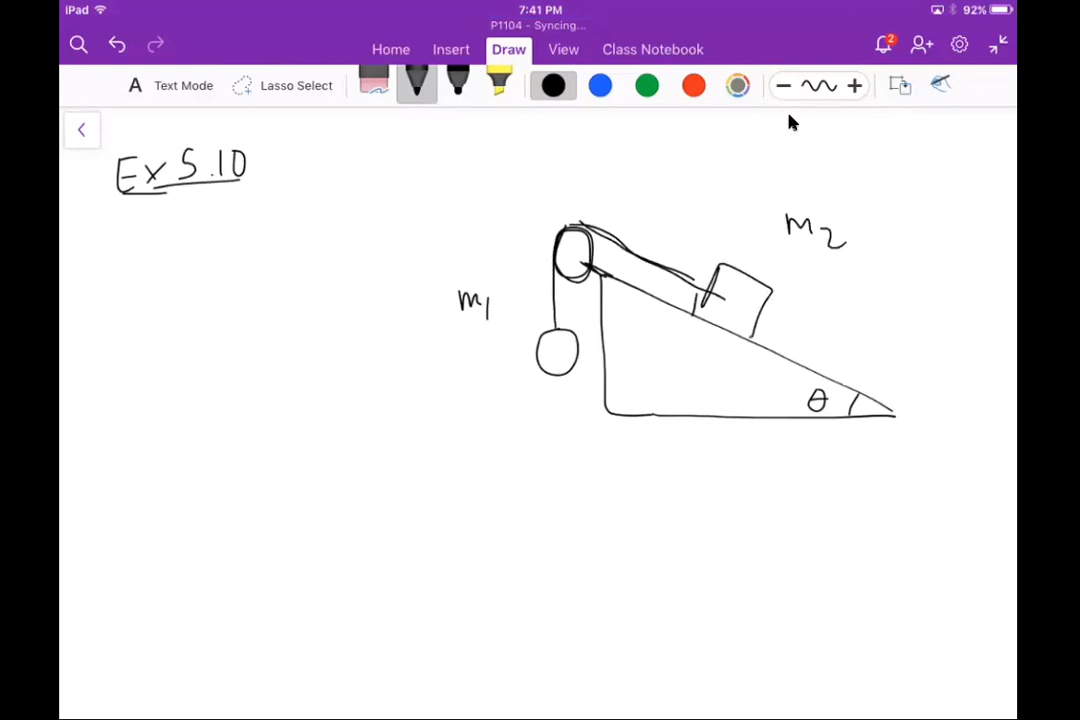 iPad 7:41 PM 92%
P1104 - Syncing...
Home Insert Draw View Class Notebook 2
A Text Mode Lasso Select
Ex 5.10
m2
m1
θ